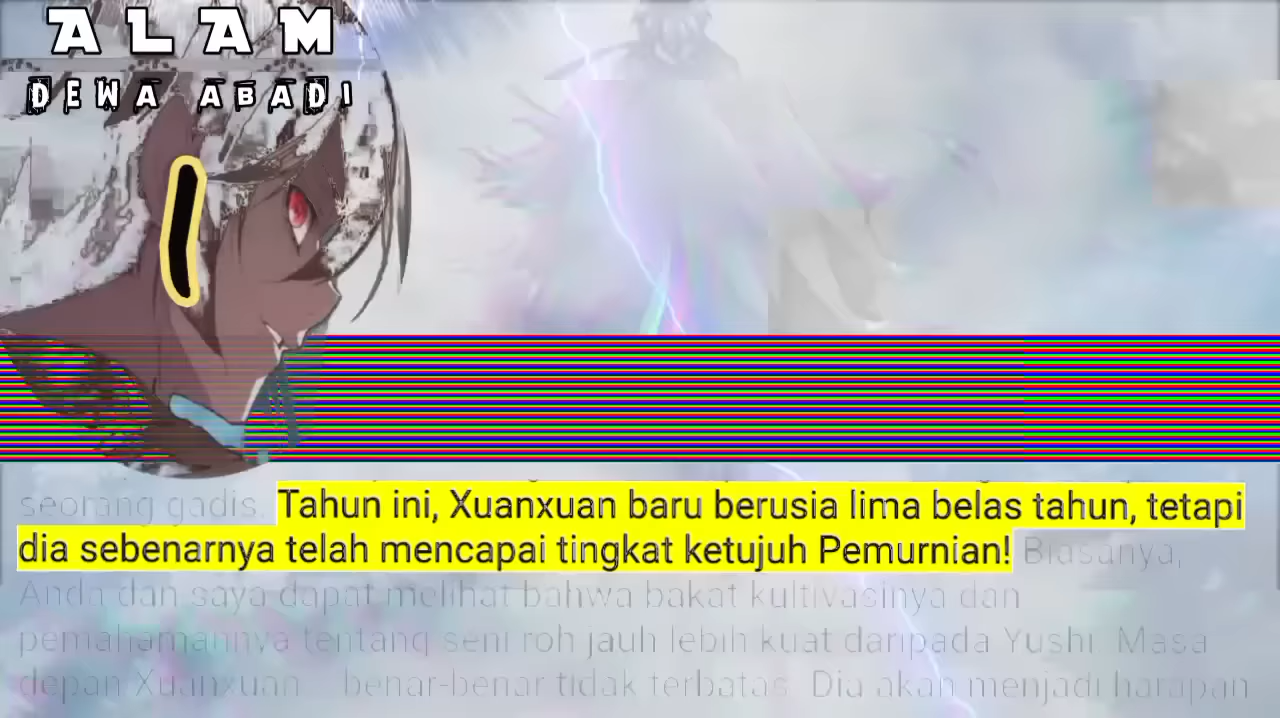 ALAM
DEWA ABADI
seorang gadis. Tahun ini, Xuanxuan baru berusia lima belas tahun, tetapi
dia sebenarnya telah mencapai tingkat ketujuh Pemurnian! Biasanya,
Anda dan saya dapat melihat bahwa bakat kultivasinya dan
pemahamannya tentang seni roh jauh lebih kuat daripada Yushi. Masa
depan Xuanxuan... benar-benar tidak terbatas. Dia akan menjadi harapan